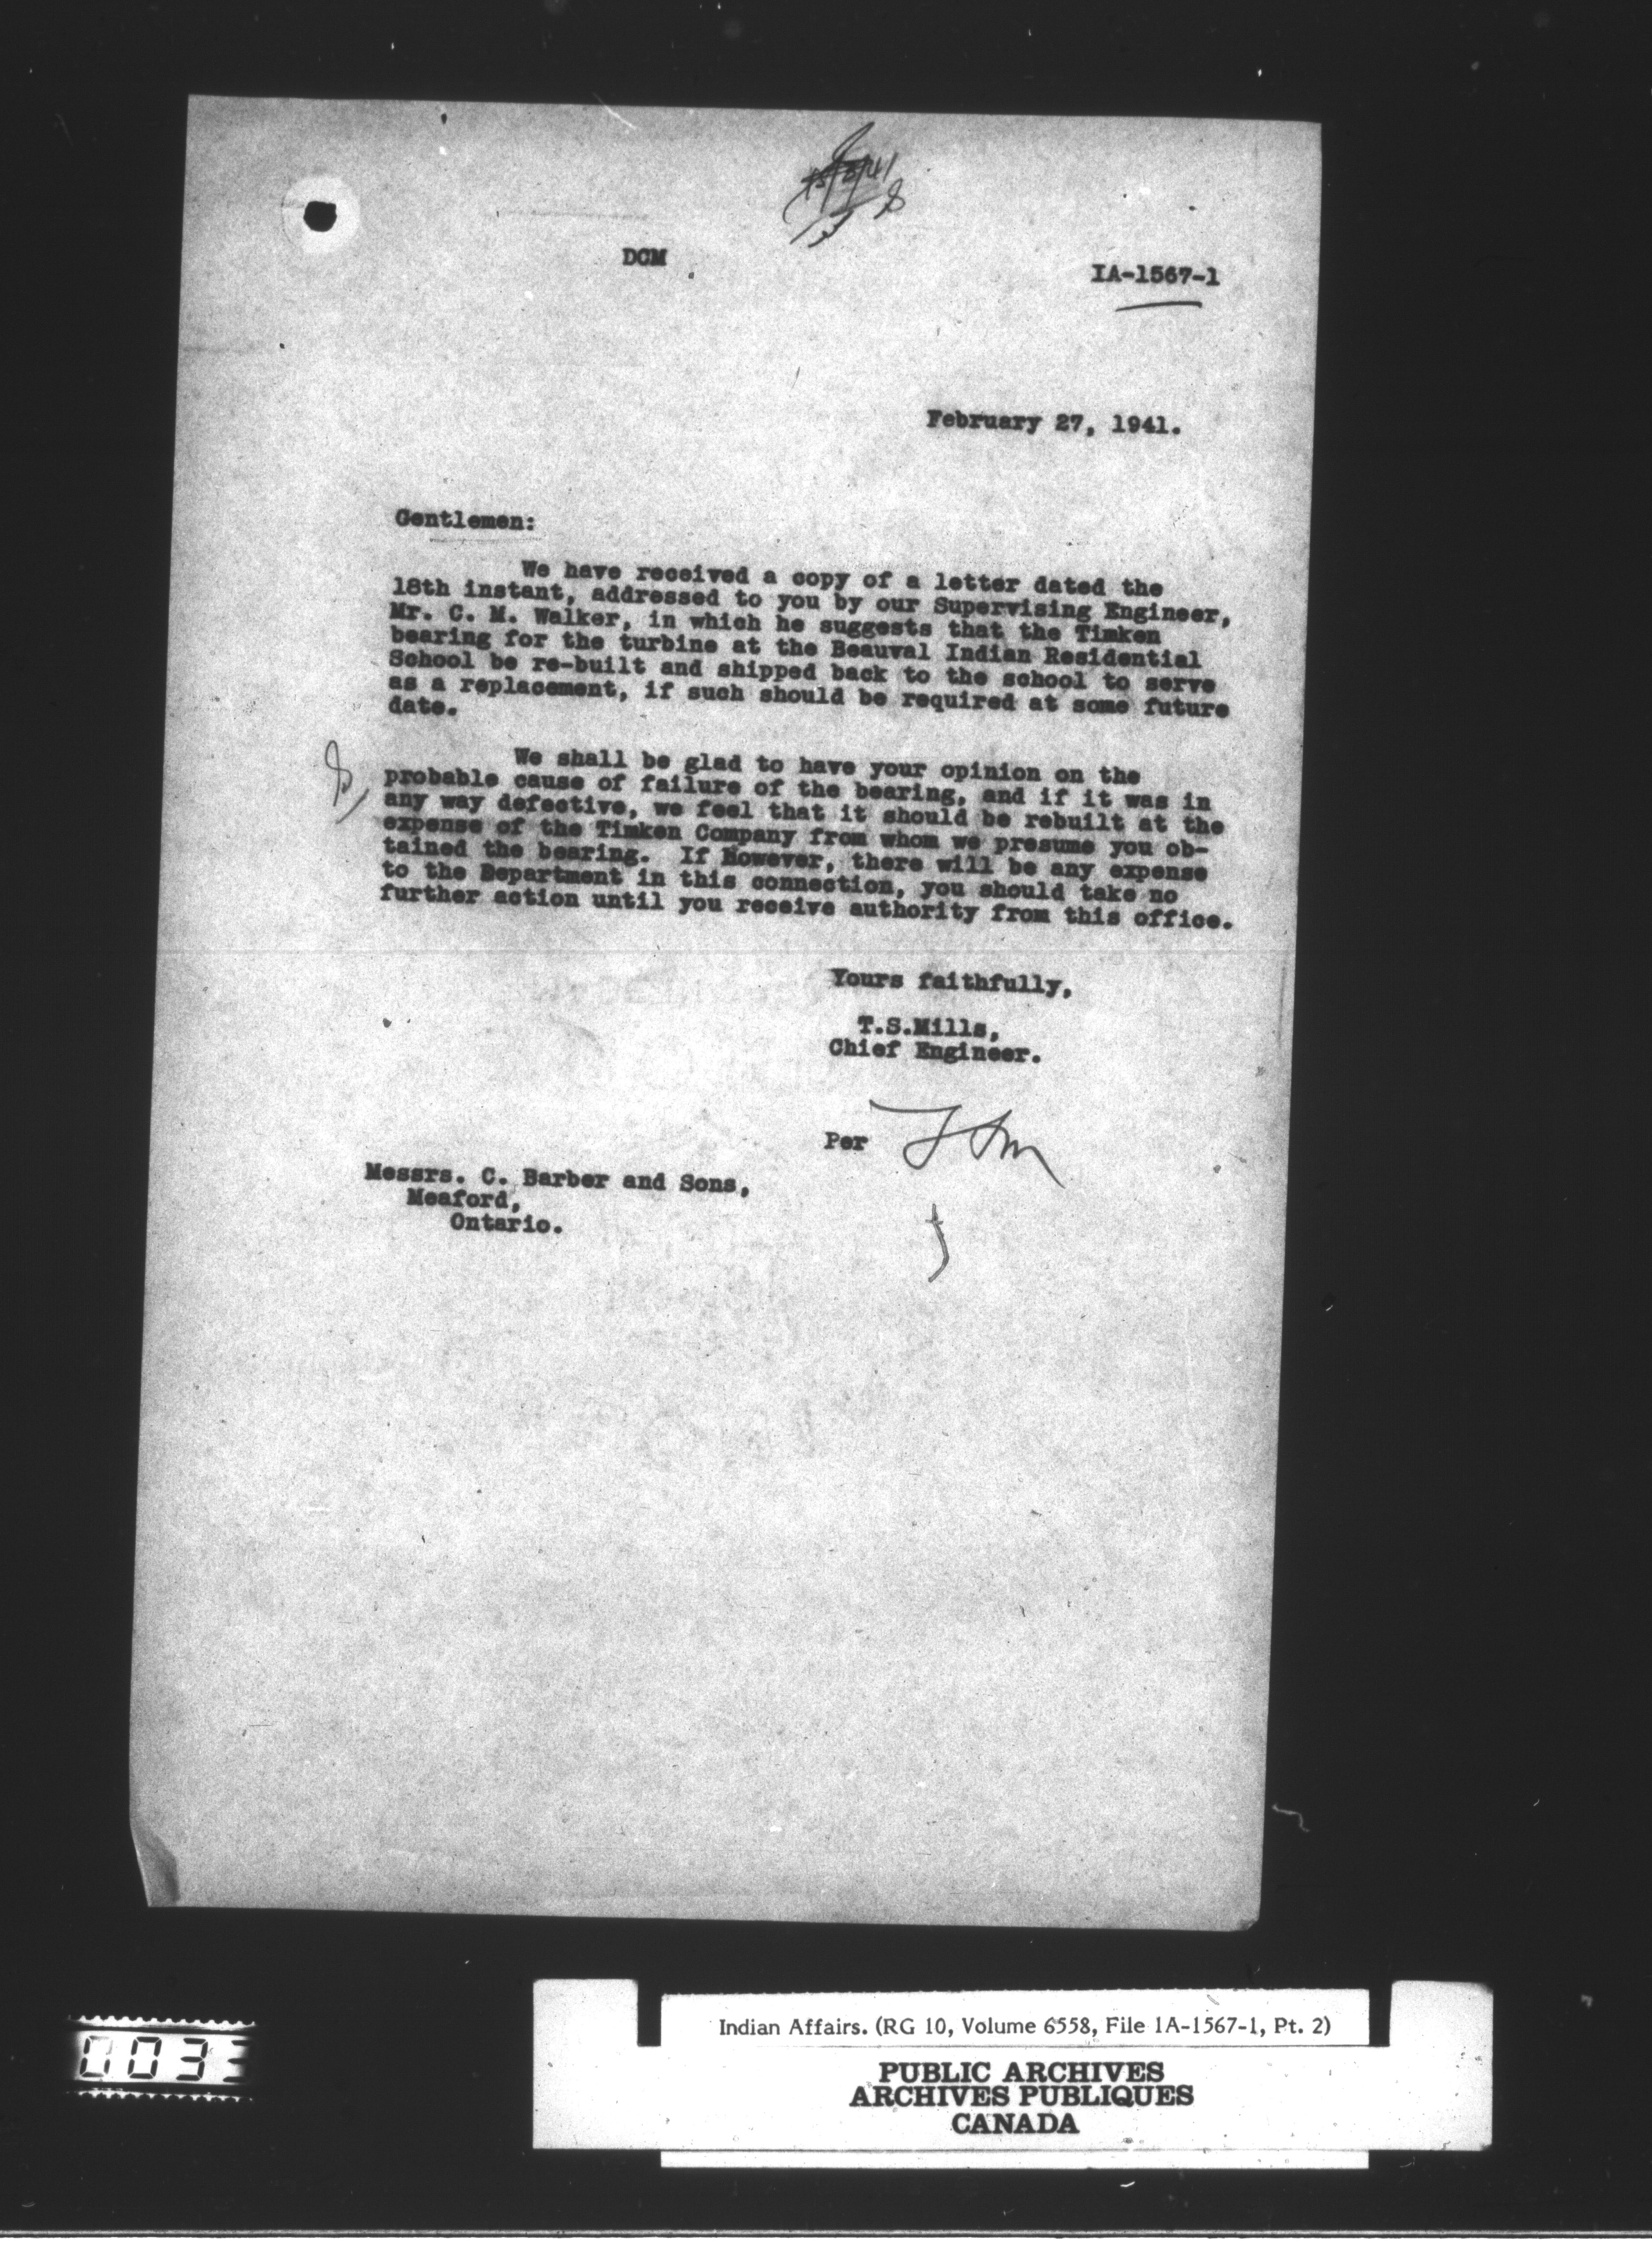 DCM
IA-1567-1
February 27, 1941.
Gentlemen:
We have received a copy of a letter dated the
18th instant, addressed to you by our Supervising Engineer,
Mr. C. M. Walker, in which he suggests that the Timken
bearing for the turbine at the Beauval Indian Residential
School be re-built and shipped back to the school to serve
as a replacement, if such should be required at some future
date.
We shall be glad to have your opinion on the
probable cause of failure of the bearing, and if it was in
any way defective, we feel that it should be rebuilt at the
expense of the Timken Company from whom we presume you ob-
tained the bearing. If However, there will be any expense
to the Department in this connection, you should take no
further action until you receive authority from this office.
Yours faithfully,
T.S.Mills,
Chief Engineer.
Per
Messrs. C. Barber and Sons,
Meaford,
Ontario.
0033
Indian Affairs. (RG 10, Volume 6558, File 1A-1567-1, Pt. 2)
PUBLIC ARCHIVES
ARCHIVES PUBLIQUES
CANADA